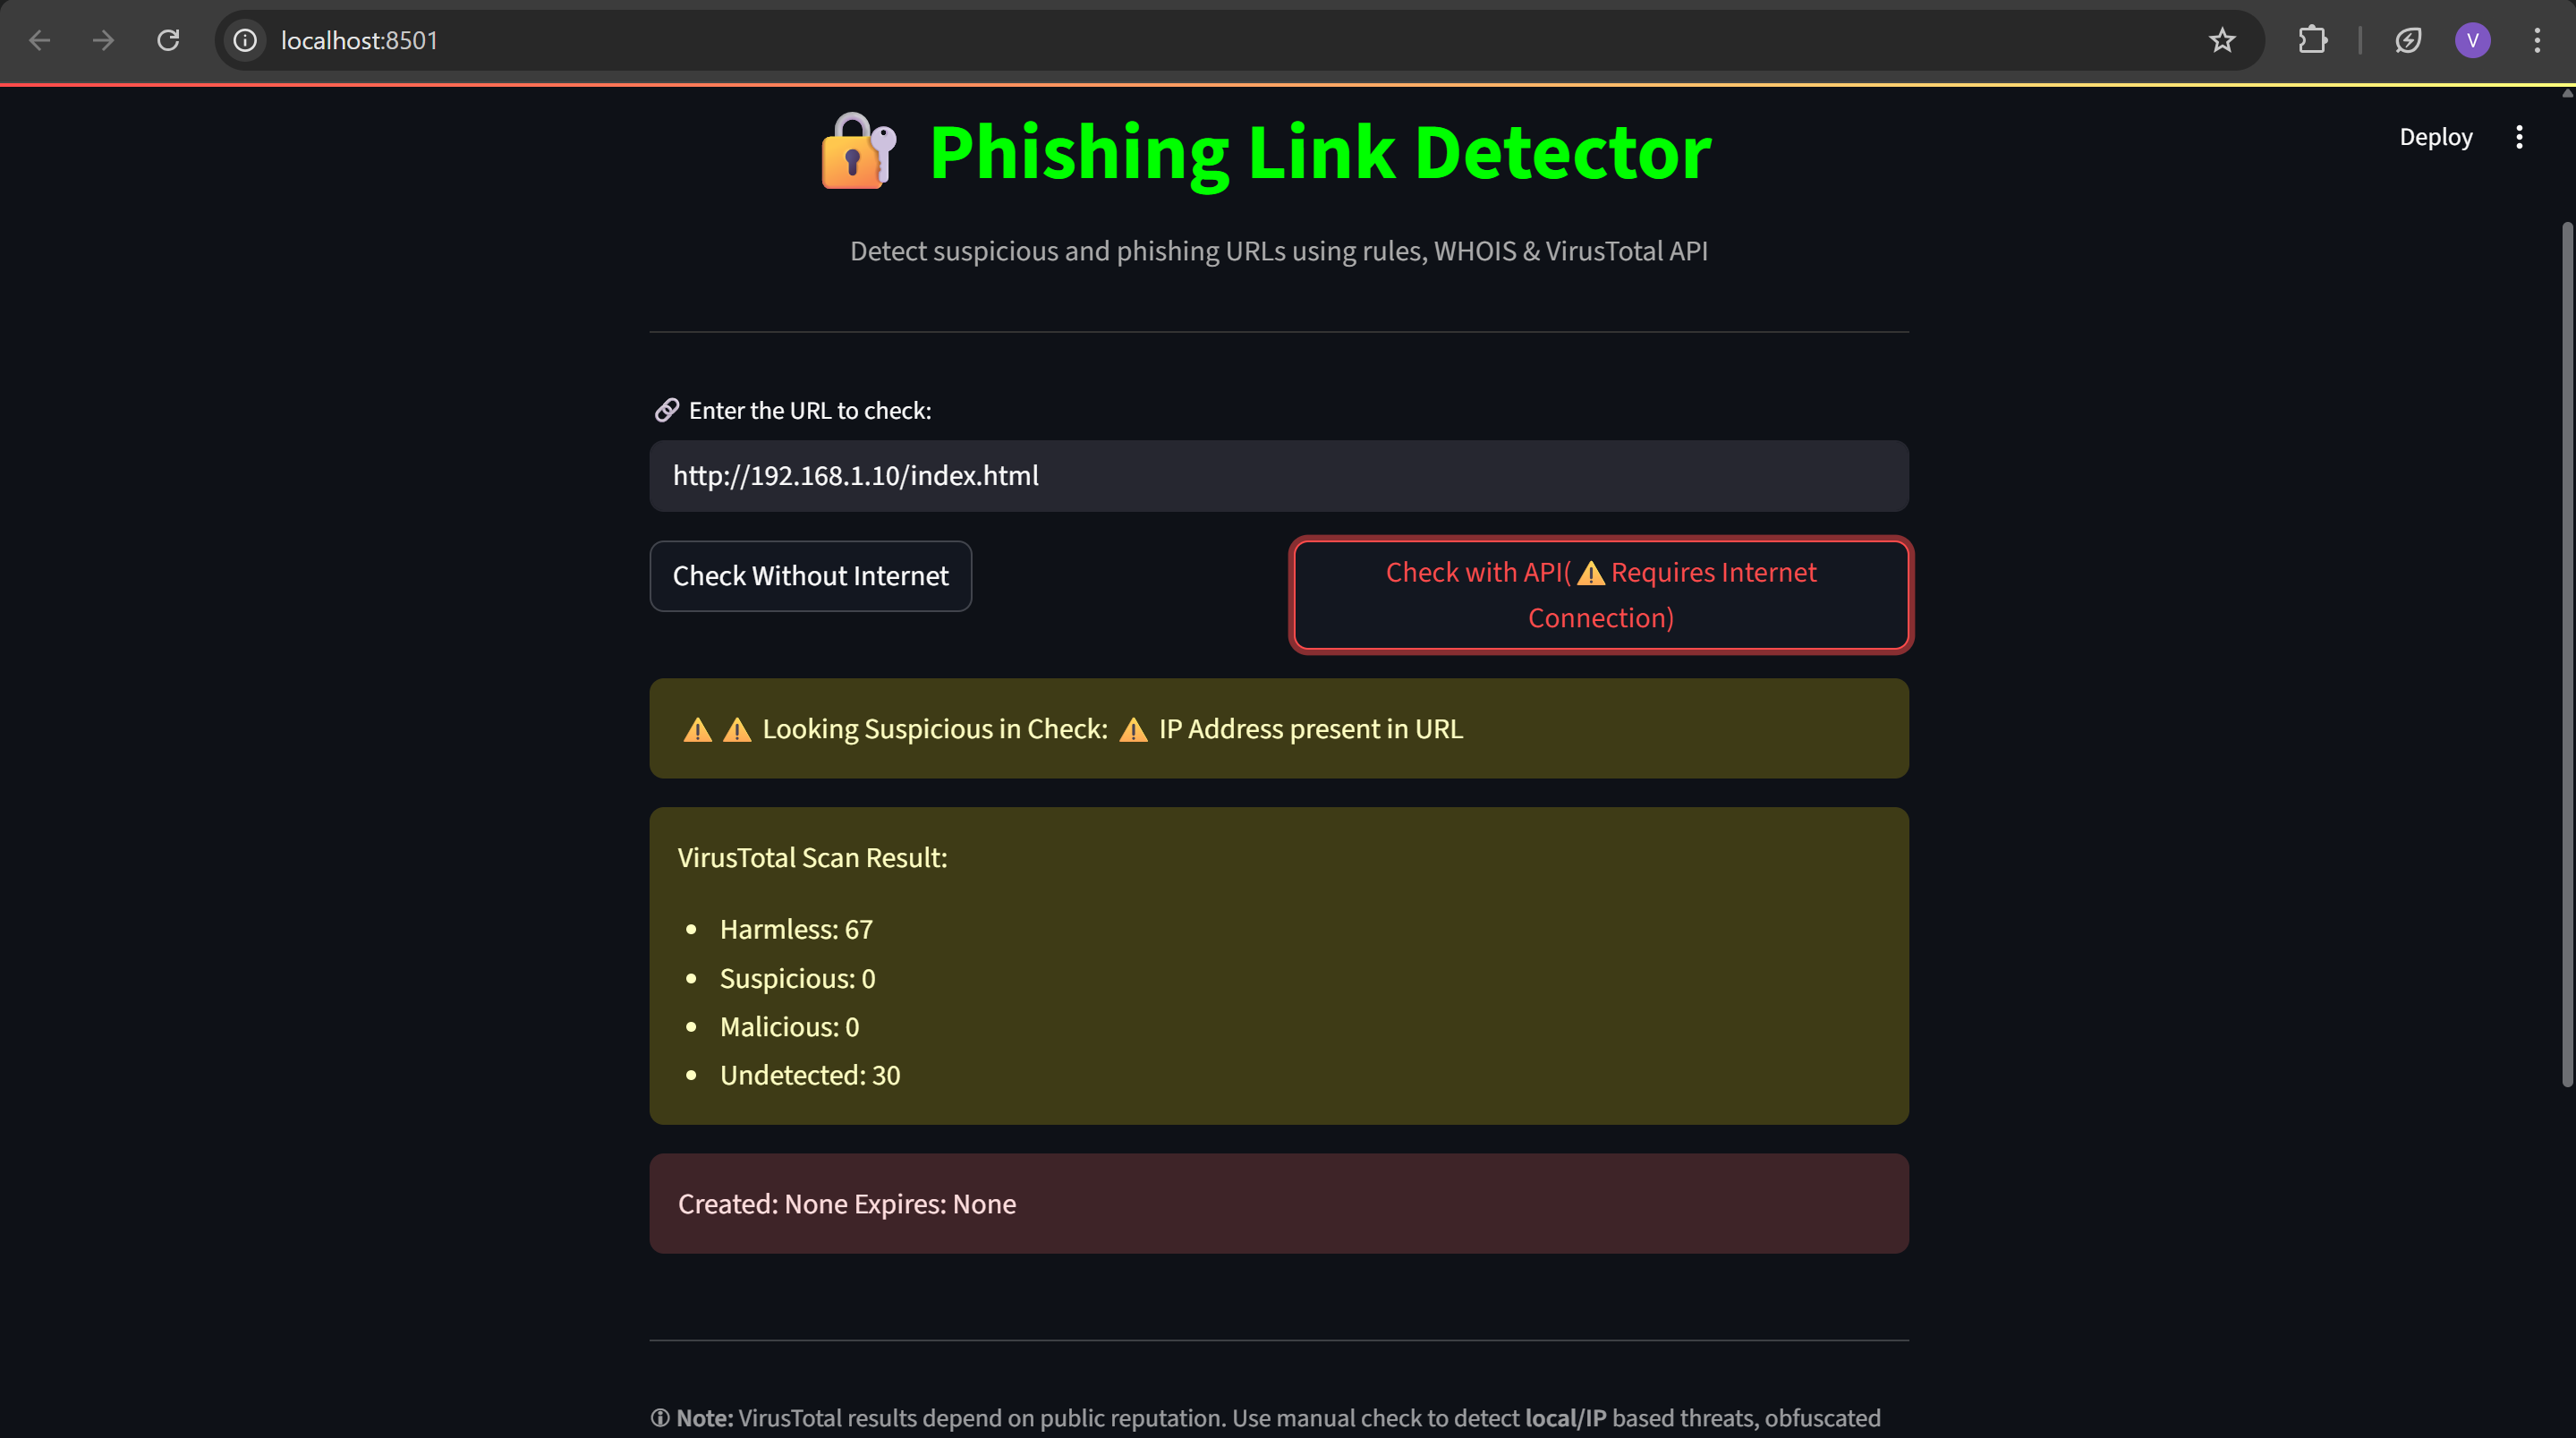 localhost:8501
V
Deploy
🔐 Phishing Link Detector
Detect suspicious and phishing URLs using rules, WHOIS & VirusTotal API
🔗 Enter the URL to check:
http://192.168.1.10/index.html
Check Without Internet
Check with API(⚠️Requires Internet
Connection)
⚠️ ⚠️ Looking Suspicious in Check: ⚠️ IP Address present in URL
VirusTotal Scan Result:
• Harmless: 67
• Suspicious: 0
• Malicious: 0
• Undetected: 30
Created: None Expires: None
🛈 Note: VirusTotal results depend on public reputation. Use manual check to detect local/IP based threats, obfuscated